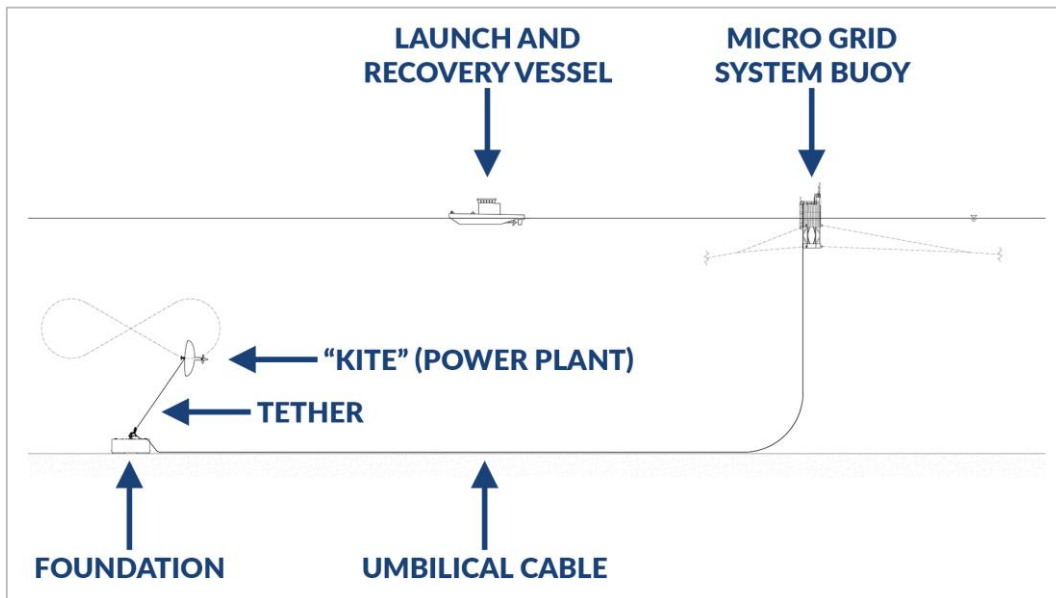 LAUNCH AND
RECOVERY VESSEL
MICRO GRID
SYSTEM BUOY
“KITE” (POWER PLANT)
TETHER
FOUNDATION
UMBILICAL CABLE